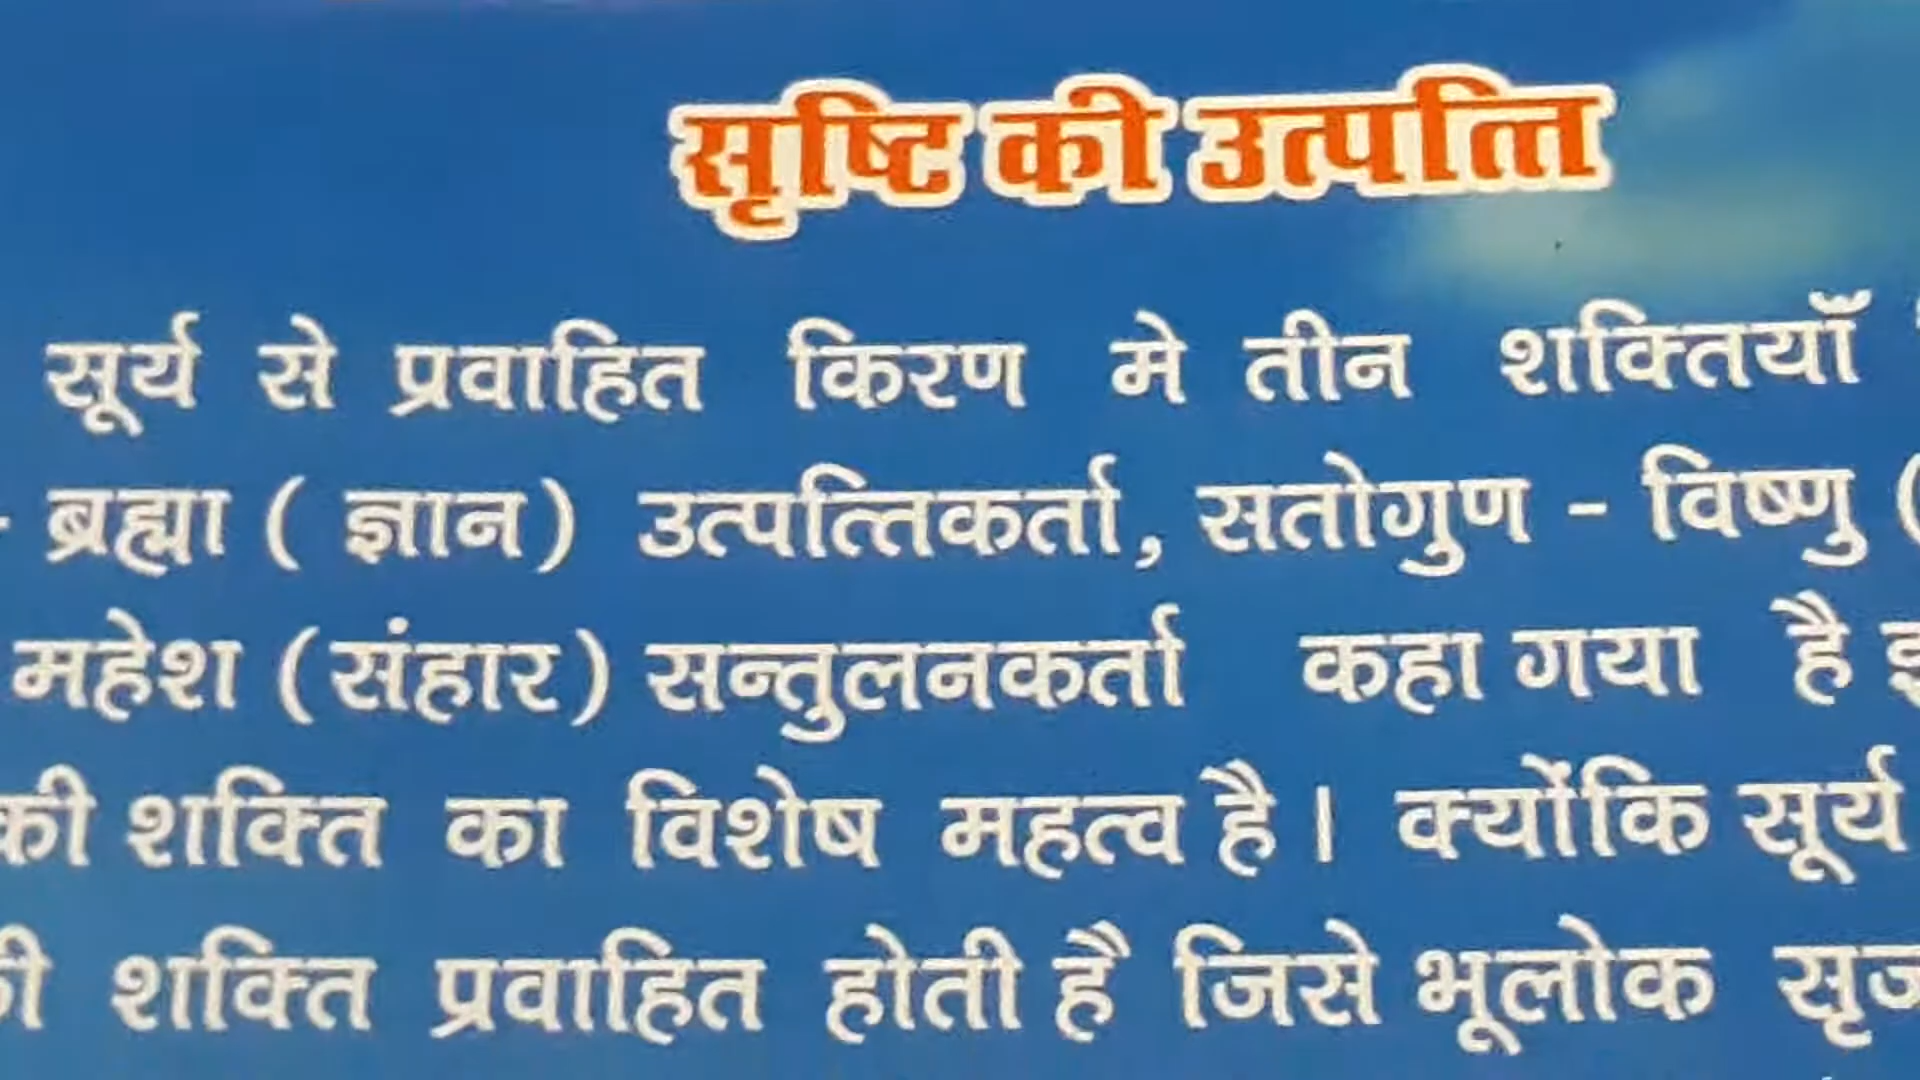 सृष्टि की उत्पत्ति
सूर्य से प्रवाहित किरण मे तीन शक्तियाँ
- ब्रह्मा ( ज्ञान ) उत्पत्तिकर्ता, सतोगुण - विष्णु (
महेश (संहार) सन्तुलनकर्ता कहा गया है
की शक्ति का विशेष महत्व है। क्योंकि सूर्य
शक्ति प्रवाहित होती है जिसे भूलोक